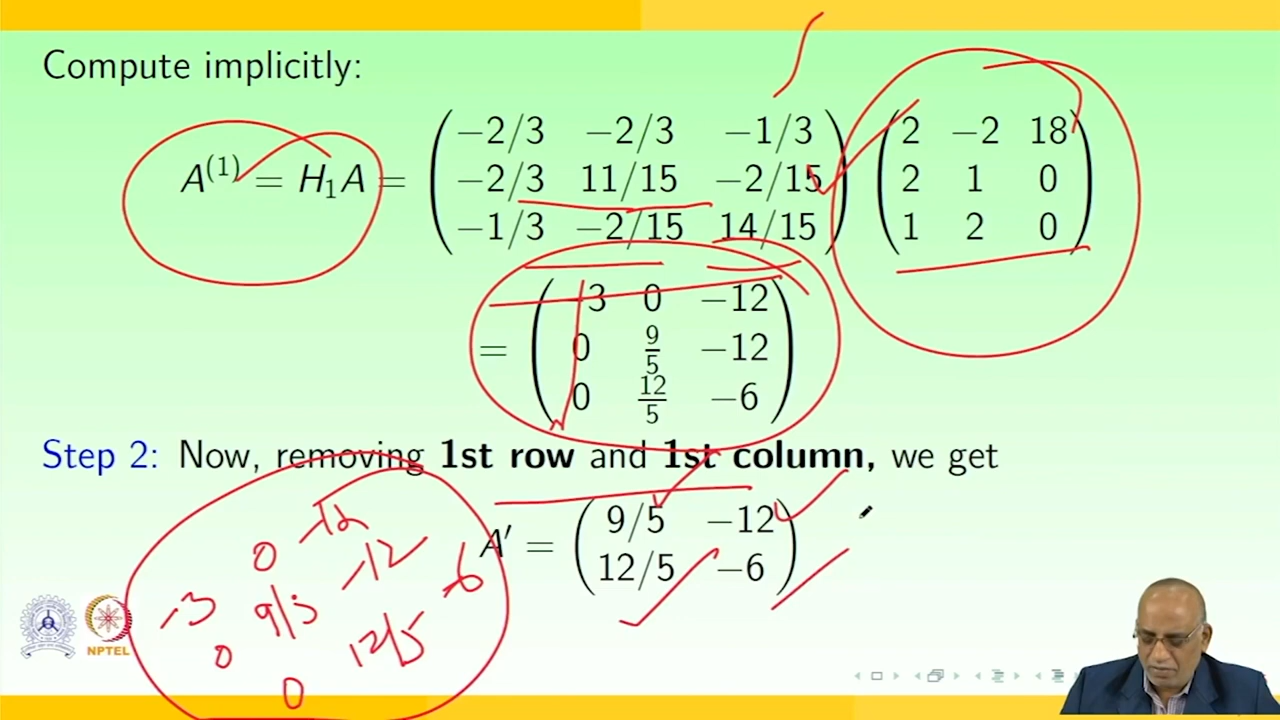 Compute implicitly:
A⁽¹⁾ = H₁A = ( −2/3 −2/3 −1/3 ) ( 2 −2 18 )
( −2/3 11/15 −2/15 ) ( 2 1 0 )
( −1/3 −2/15 14/15 ) ( 1 2 0 )
= ( −3 0 −12 )
( 0 9/5 −12 )
( 0 12/5 −6 )
Step 2: Now, removing 1st row and 1st column, we get
A′ = ( 9/5 −12 )
( 12/5 −6 )
-12
0 -12
-3 9/5 -6
0 12/5
0
NPTEL